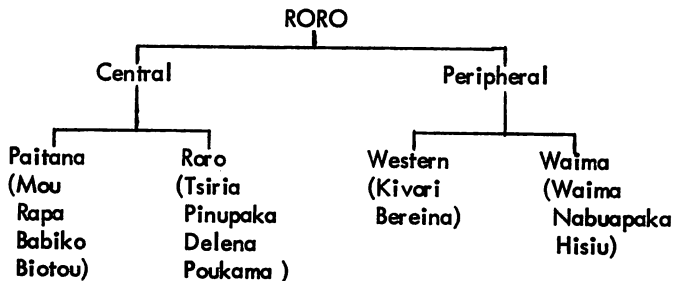 RORO
Central Peripheral
Paitana Roro Western Waima
(Mou (Tsiria (Kivori (Waima
Rapa Pinupaka Bereina) Nabuapaka
Babiko Delena Hisiu)
Biotou) Poukama )